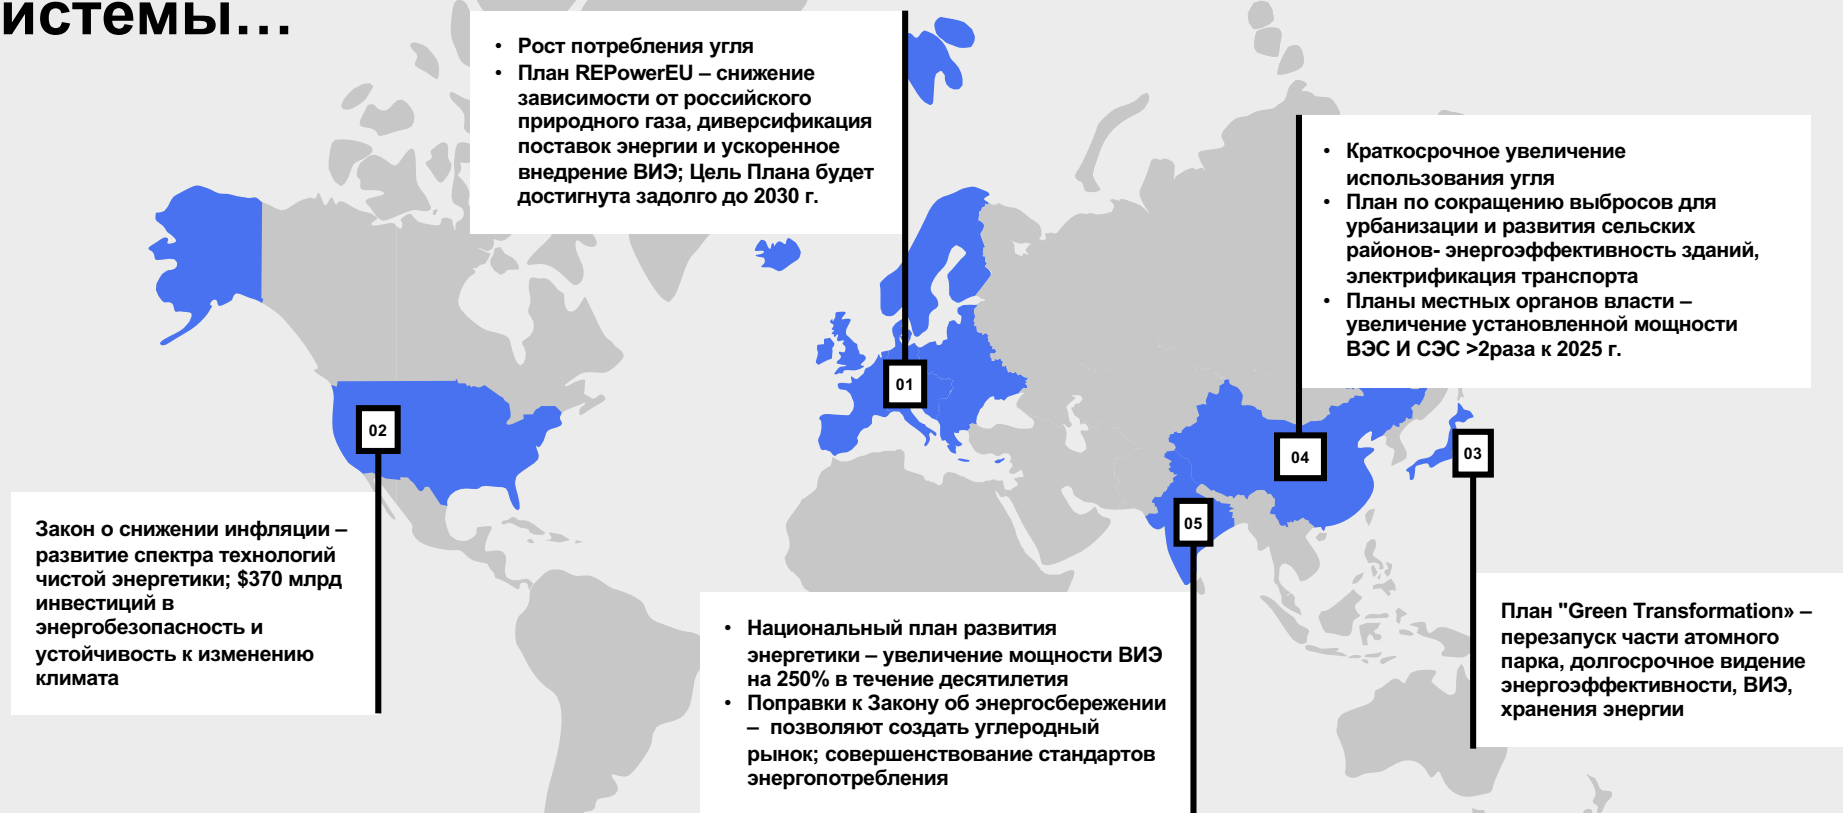 истемы...
• Рост потребления угля
• План REPowerEU – снижение
зависимости от российского
природного газа, диверсификация
поставок энергии и ускоренное
внедрение ВИЭ; Цель Плана будет
достигнута задолго до 2030 г.
• Краткосрочное увеличение
использования угля
• План по сокращению выбросов для
урбанизации и развития сельских
районов- энергоэффективность зданий,
электрификация транспорта
• Планы местных органов власти –
увеличение установленной мощности
ВЭС И СЭС >2раза к 2025 г.
01
02
03
04
05
Закон о снижении инфляции –
развитие спектра технологий
чистой энергетики; $370 млрд
инвестиций в
энергобезопасность и
устойчивость к изменению
климата
• Национальный план развития
энергетики – увеличение мощности ВИЭ
на 250% в течение десятилетия
• Поправки к Закону об энергосбережении
– позволяют создать углеродный
рынок; совершенствование стандартов
энергопотребления
План "Green Transformation» –
перезапуск части атомного
парка, долгосрочное видение
энергоэффективности, ВИЭ,
хранения энергии